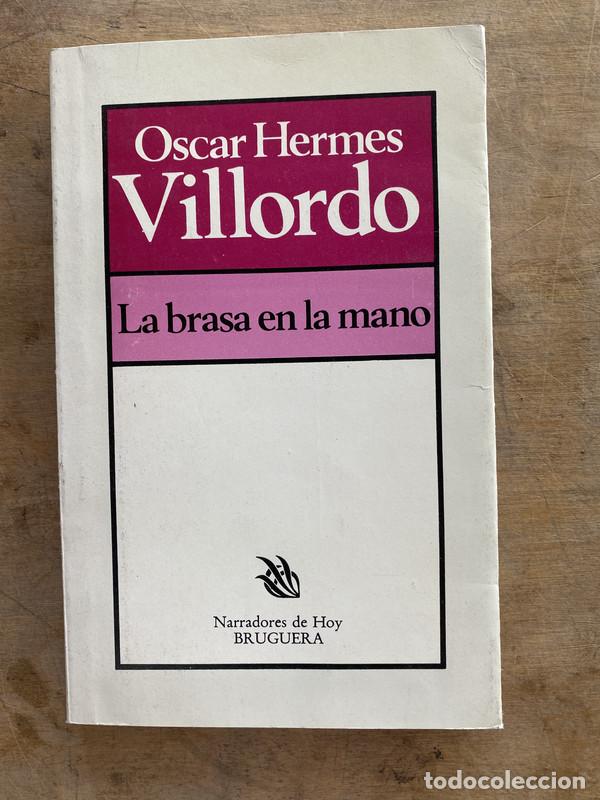 Oscar Hermes
Villordo
La brasa en la mano
Narradores de Hoy
BRUGUERA
todocoleccion